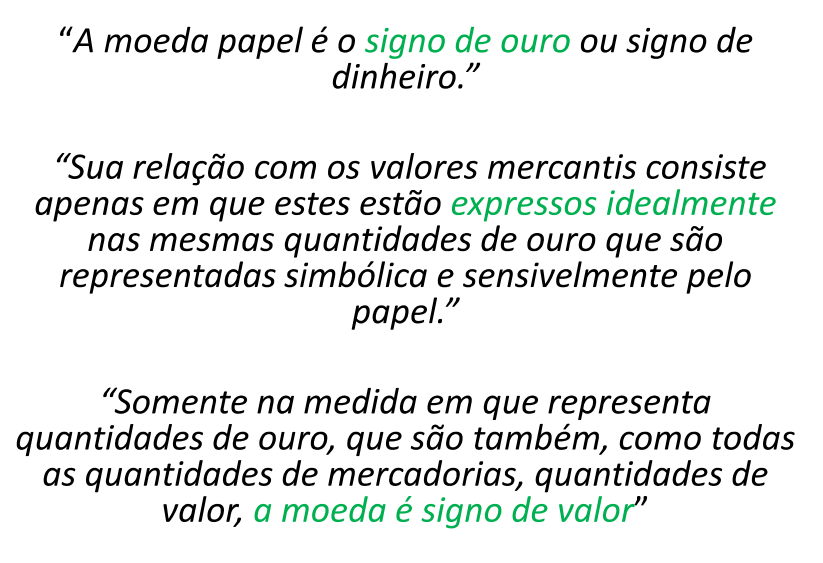 “A moeda papel é o signo de ouro ou signo de
dinheiro.”
“Sua relação com os valores mercantis consiste
apenas em que estes estão expressos idealmente
nas mesmas quantidades de ouro que são
representadas simbólica e sensivelmente pelo
papel.”
“Somente na medida em que representa
quantidades de ouro, que são também, como todas
as quantidades de mercadorias, quantidades de
valor, a moeda é signo de valor”